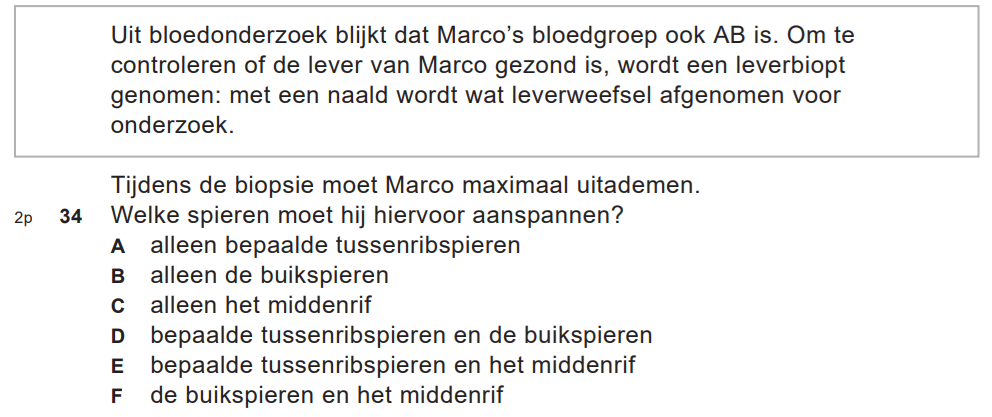 Uit bloedonderzoek blijkt dat Marco's bloedgroep ook AB is. Om te
controleren of de lever van Marco gezond is, wordt een leverbiopt
genomen: met een naald wordt wat leverweefsel afgenomen voor
onderzoek.
Tijdens de biopsie moet Marco maximaal uitademen.
2p 34 Welke spieren moet hij hiervoor aanspannen?
A alleen bepaalde tussenribspieren
B alleen de buikspieren
C alleen het middenrif
D bepaalde tussenribspieren en de buikspieren
E bepaalde tussenribspieren en het middenrif
F de buikspieren en het middenrif